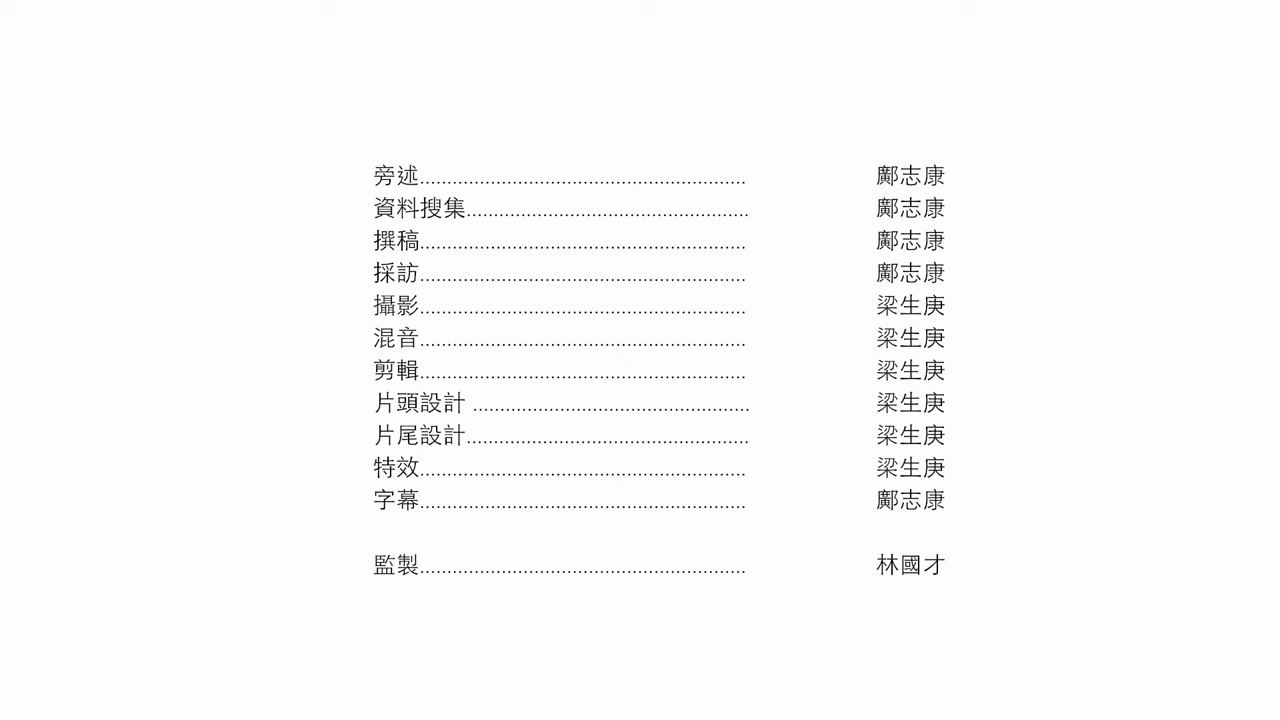 旁述..........................................................鄺志康
資料搜集..................................................鄺志康
撰稿..........................................................鄺志康
採訪..........................................................鄺志康
攝影..........................................................梁生庚
混音..........................................................梁生庚
剪輯..........................................................梁生庚
片頭設計 .................................................梁生庚
片尾設計..................................................梁生庚
特效..........................................................梁生庚
字幕..........................................................鄺志康
監製..........................................................林國才